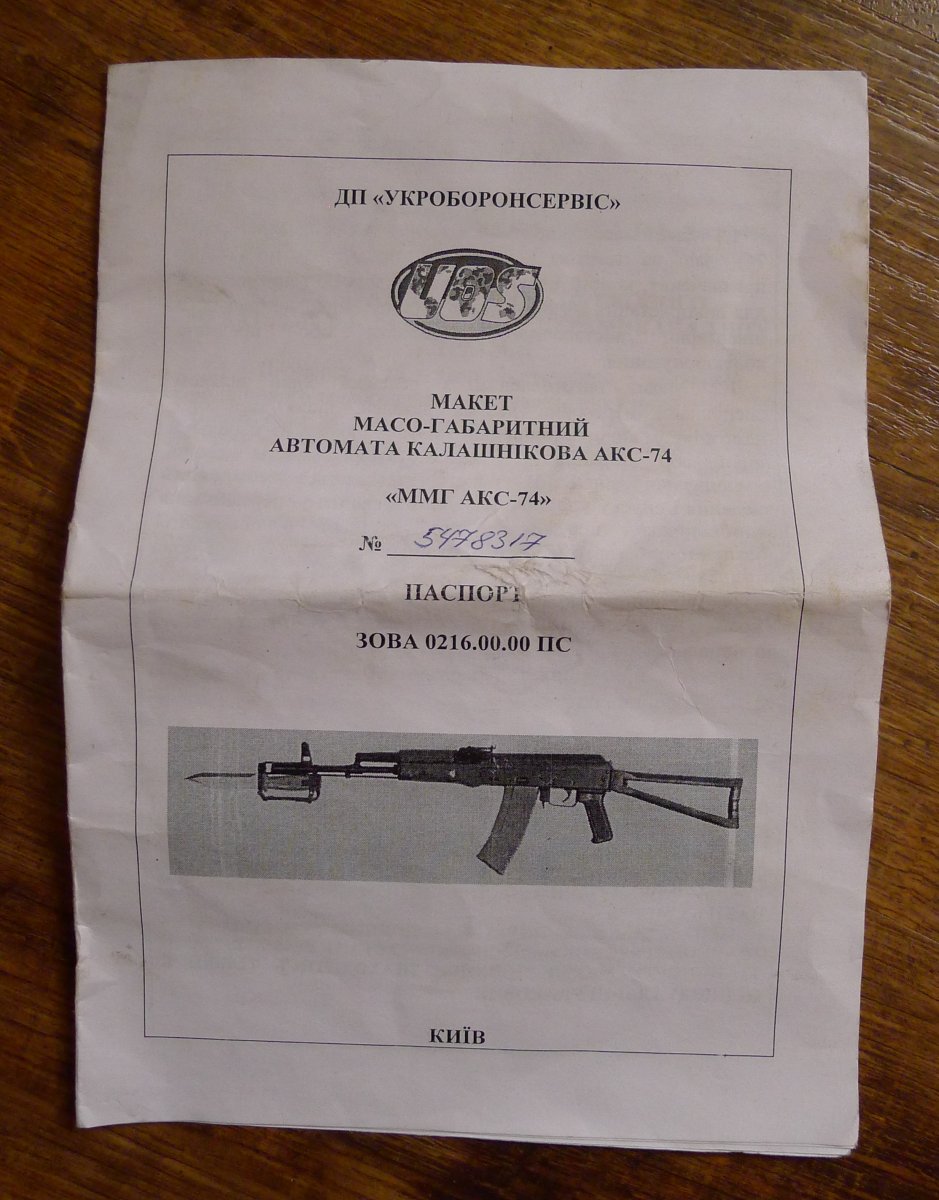 ДП «УКРОБОРОНСЕРВІС»
UBS
МАКЕТ
МАСО-ГАБАРИТНИЙ
АВТОМАТА КАЛАШНІКОВА АКС-74
«ММГ АКС-74»
№ 5478317
ПАСПОРТ
ЗОВА 0216.00.00 ПС
КИЇВ